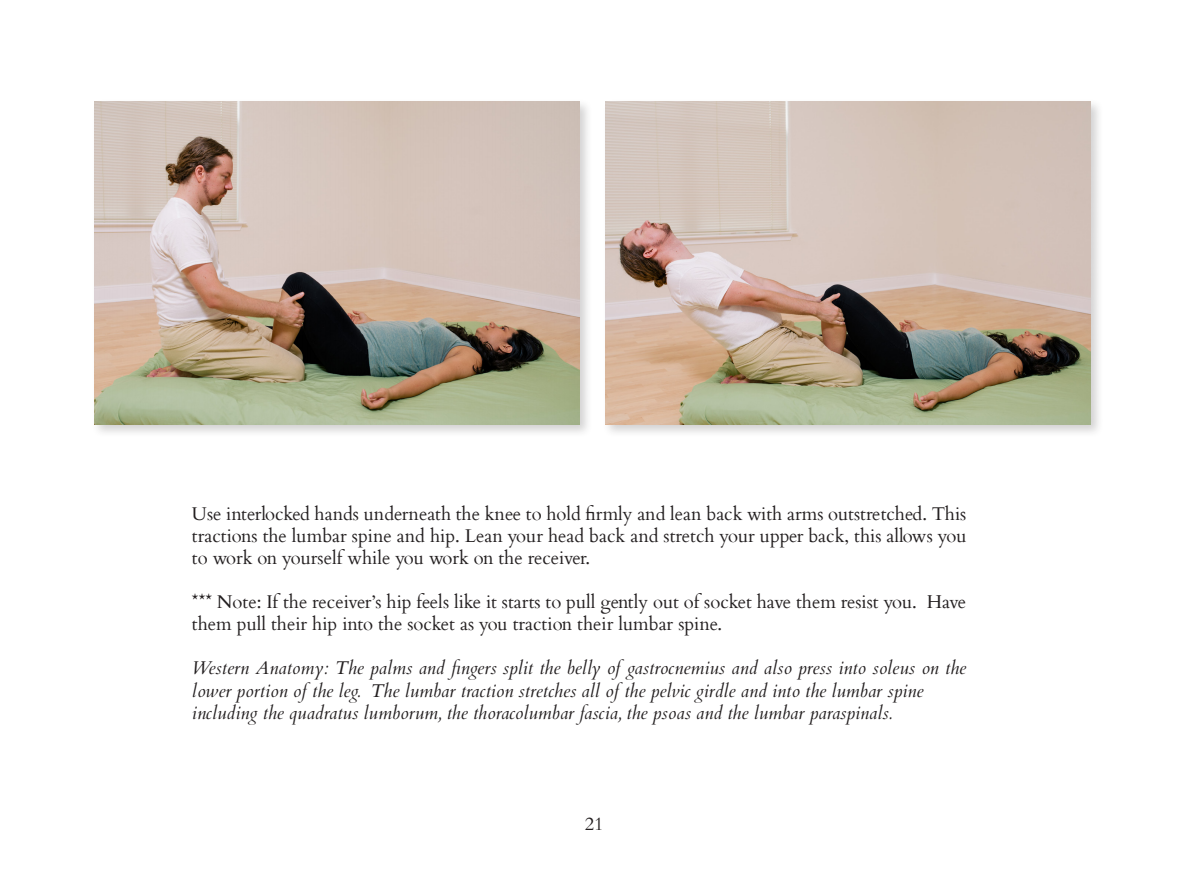 Use interlocked hands underneath the knee to hold firmly and lean back with arms outstretched. This
tractions the lumbar spine and hip. Lean your head back and stretch your upper back, this allows you
to work on yourself while you work on the receiver.
*** Note: If the receiver's hip feels like it starts to pull gently out of socket have them resist you.  Have
them pull their hip into the socket as you traction their lumbar spine.
Western Anatomy: The palms and fingers split the belly of gastrocnemius and also press into soleus on the
lower portion of the leg.  The lumbar traction stretches all of the pelvic girdle and into the lumbar spine
including the quadratus lumborum, the thoracolumbar fascia, the psoas and the lumbar paraspinals.
21